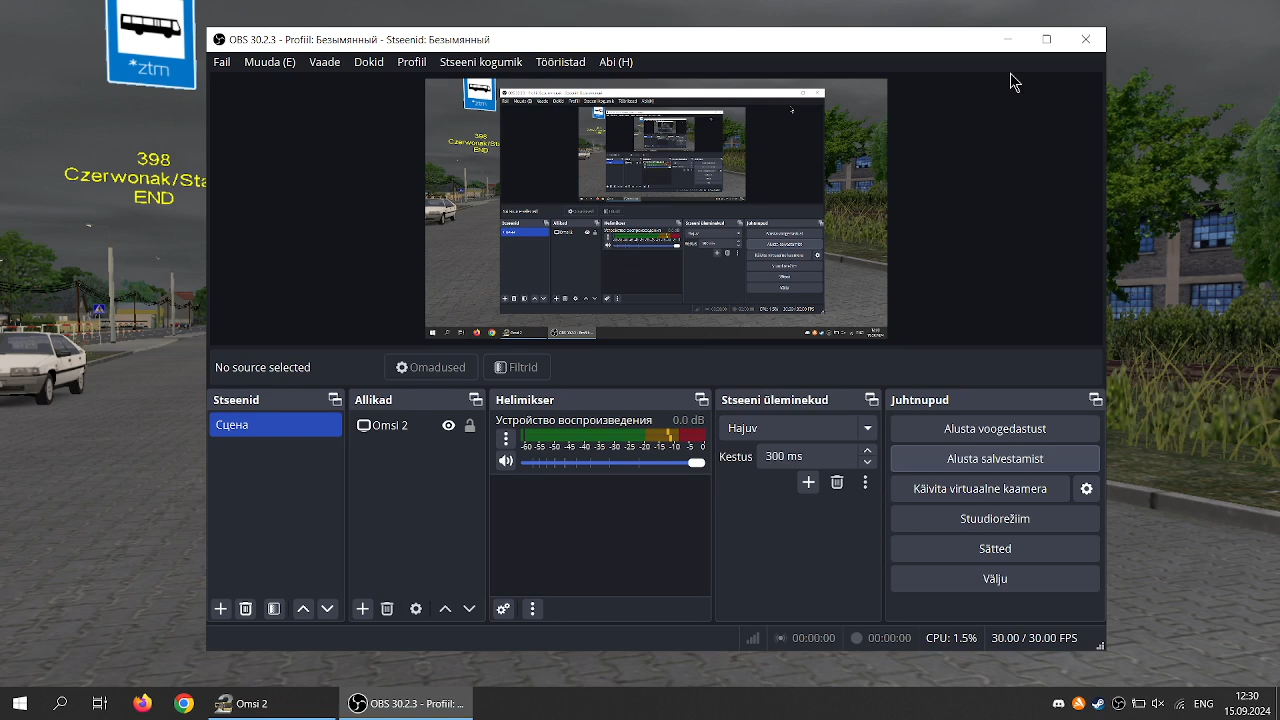 *ztm
398
Czerwonak/Sta
END
OBS 30.2.3 - Profiil: Безымянный - Stseenid: Безымянный
Fail Muuda (E) Vaade Dokid Profiil Stseeni kogumik Tööriistad Abi (H)
No source selected Omadused Filtrid
Stseenid Allikad Helimikser Stseeni üleminekud Juhtnupud
Сцена
Omsi 2
Устройство воспроизведения 0.0 dB
-60 -55 -50 -45 -40 -35 -30 -25 -20 -15 -10 -5 0
Hajuv
Kestus 300 ms
Alusta voogedastust
Alusta salvestamist
Käivita virtuaalne kaamera
Stuudiorežiim
Sätted
Välju
00:00:00 00:00:00 CPU: 1.5% 30.00 / 30.00 FPS
Omsi 2 OBS 30.2.3 - Profiil: ... ENG 12:30
15.09.2024